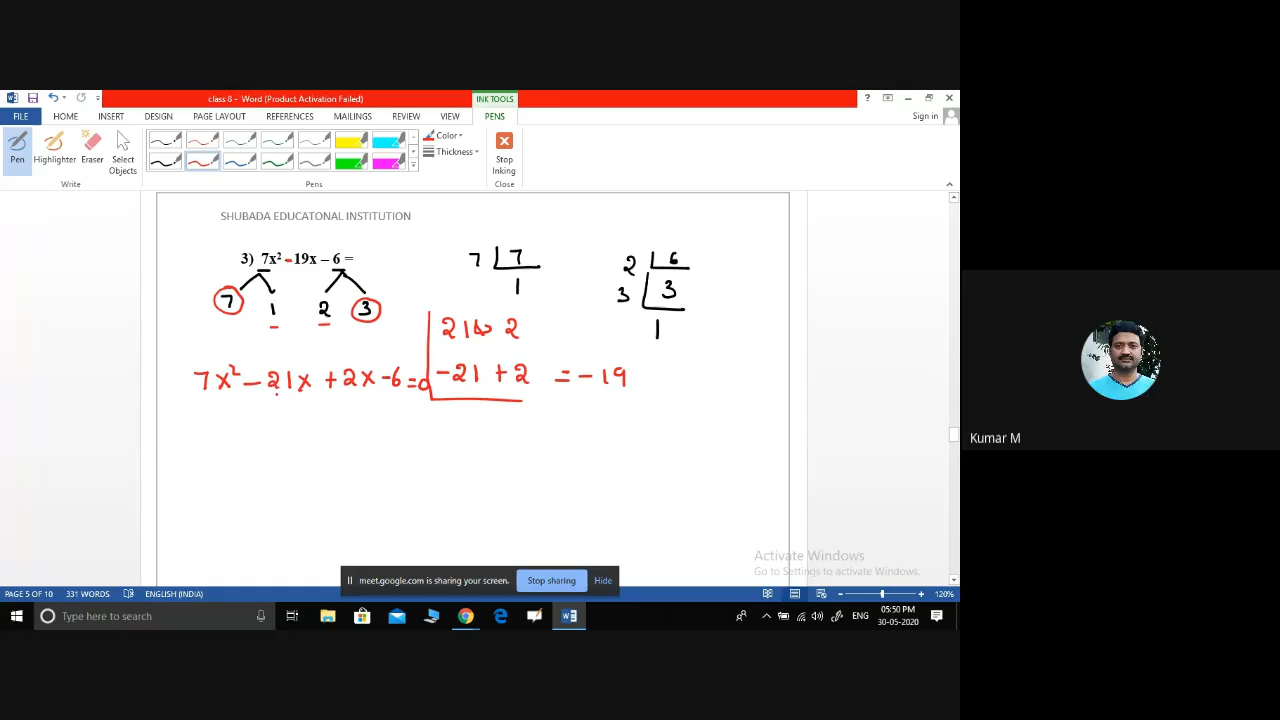 class 8 - Word (Product Activation Failed)
INK TOOLS
Sign in
FILE HOME INSERT DESIGN PAGE LAYOUT REFERENCES MAILINGS REVIEW VIEW PENS
Pen Highlighter Eraser Select Objects
Color
Thickness
Stop Inking
Write Pens Close
SHUBADA EDUCATONAL INSTITUTION
3) 7x² -19x – 6 =
7 1 2 3
7 7
1
2 6
3 3
1
21 2
-21 + 2 = -19
7x² - 21x + 2x - 6 = 0
Kumar M
Activate Windows
Go to Settings to activate Windows.
meet.google.com is sharing your screen. Stop sharing Hide
PAGE 5 OF 10 331 WORDS ENGLISH (INDIA) 120%
Type here to search
ENG
05:50 PM
30-05-2020